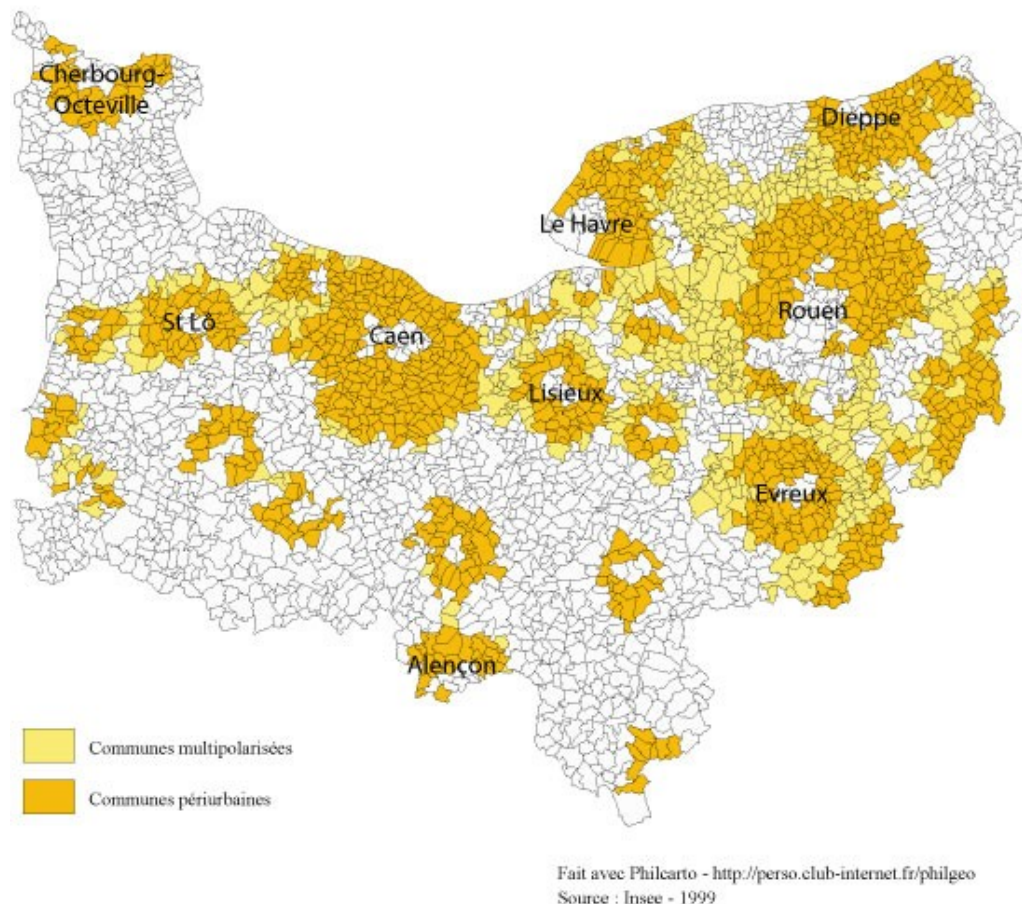 Cherbourg-
Octeville
Dieppe
Le Havre
St Lô
Caen
Rouen
Lisieux
Evreux
Alençon
Communes multipolarisées
Communes périurbaines
Fait avec Philcarto - http://perso.club-internet.fr/philgeo
Source : Insee - 1999